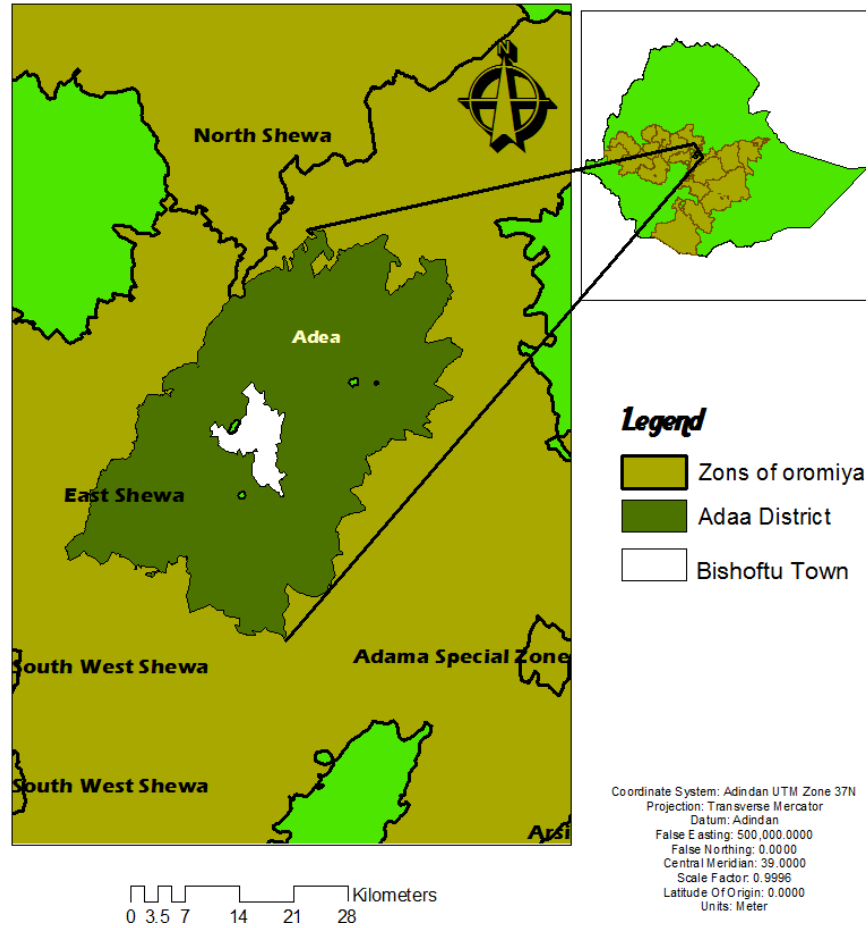 N
North Shewa
Adea
East Shewa
South West Shewa
Adama Special Zone
South West Shewa
Arsi
Legend
Zons of oromiya
Adaa District
Bishoftu Town
Coordinate System: Adindan UTM Zone 37N
Projection: Transverse Mercator
Datum: Adindan
False Easting: 500,000.0000
False Northing: 0.0000
Central Meridian: 39.0000
Scale Factor: 0.9996
Latitude Of Origin: 0.0000
Units: Meter
Kilometers
0 3.5 7 14 21 28